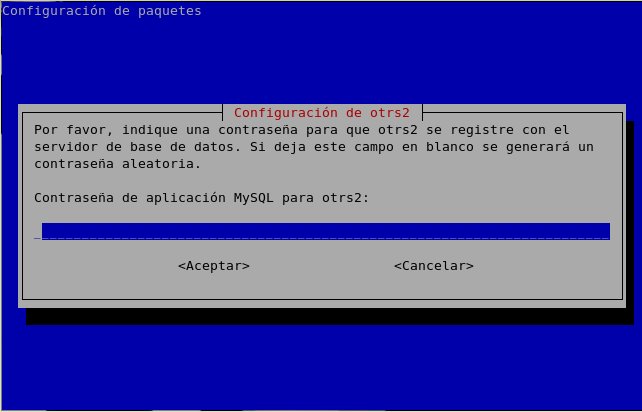 Configuración de paquetes
Configuración de otrs2
Por favor, indique una contraseña para que otrs2 se registre con el
servidor de base de datos. Si deja este campo en blanco se generará un
contraseña aleatoria.
Contraseña de aplicación MySQL para otrs2:
<Aceptar> <Cancelar>